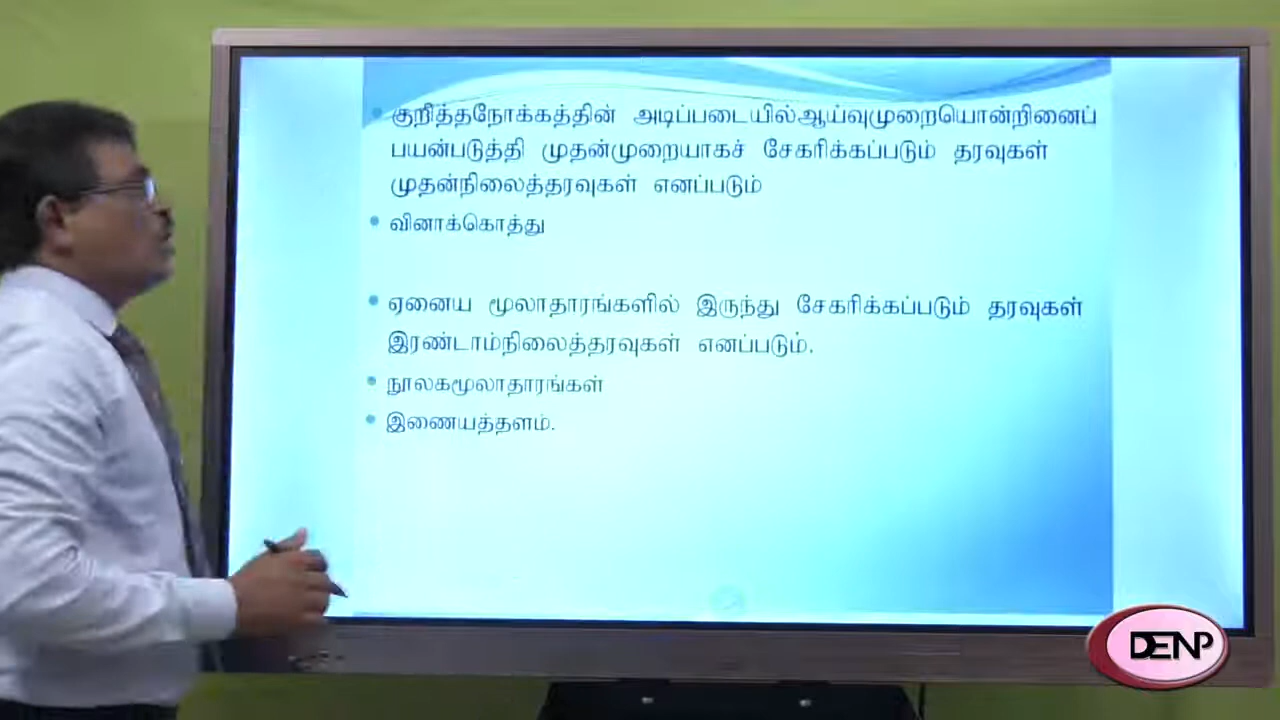 குறித்தநோக்கத்தின் அடிப்படையில்ஆய்வுமுறையொன்றினைப்
பயன்படுத்தி முதன்முறையாகச் சேகரிக்கப்படும் தரவுகள்
முதன்நிலைத்தரவுகள் எனப்படும்
வினாக்கொத்து
ஏனைய மூலாதாரங்களில் இருந்து சேகரிக்கப்படும் தரவுகள்
இரண்டாம்நிலைத்தரவுகள் எனப்படும்.
நூலகமூலாதாரங்கள்
இணையத்தளம்.
DENP